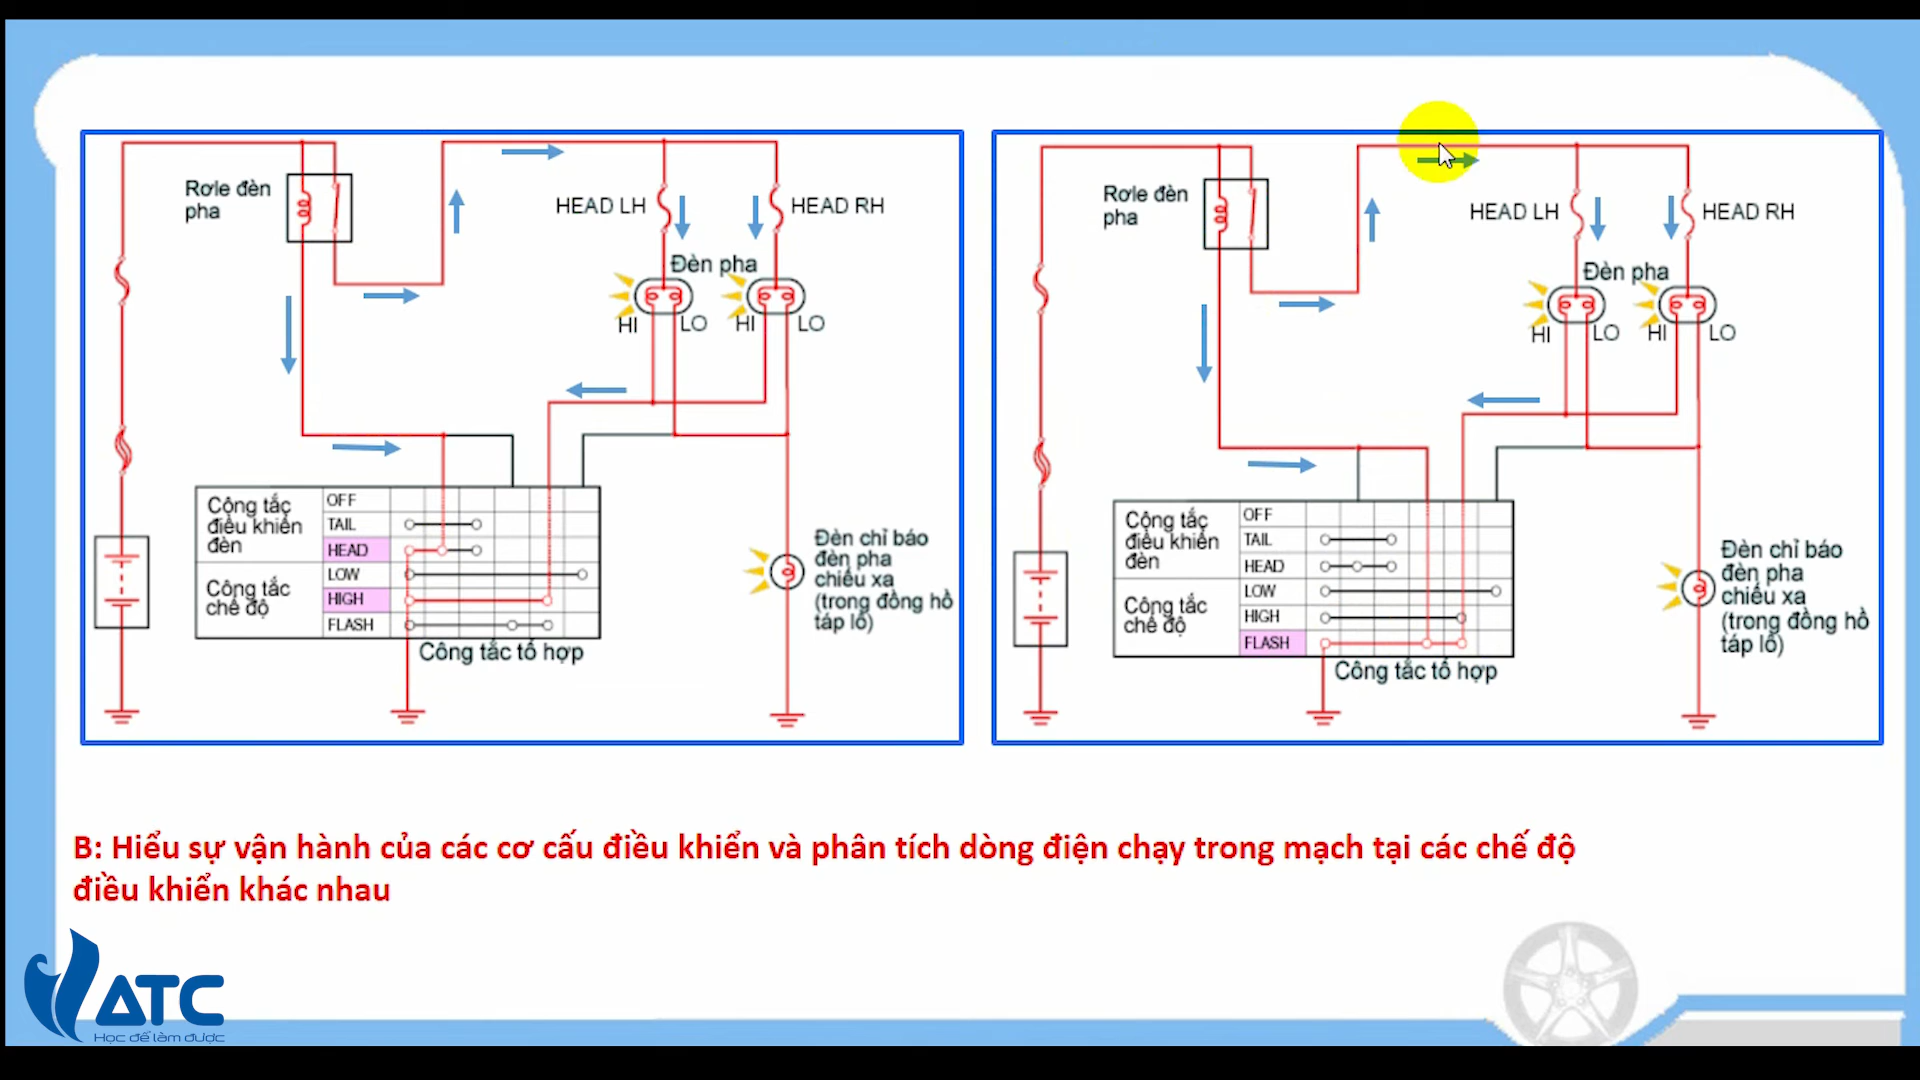 Rơle đèn
pha
HEAD LH
HEAD RH
Đèn pha
HI
LO
HI
LO
Công tắc
điều khiển
đèn
OFF
TAIL
HEAD
Công tắc
chế độ
LOW
HIGH
FLASH
Công tắc tổ hợp
Đèn chỉ báo
đèn pha
chiếu xa
(trong đồng hồ
táp lô)
Rơle đèn
pha
HEAD LH
HEAD RH
Đèn pha
HI
LO
HI
LO
Công tắc
điều khiển
đèn
OFF
TAIL
HEAD
Công tắc
chế độ
LOW
HIGH
FLASH
Công tắc tổ hợp
Đèn chỉ báo
đèn pha
chiếu xa
(trong đồng hồ
táp lô)
B: Hiểu sự vận hành của các cơ cấu điều khiển và phân tích dòng điện chạy trong mạch tại các chế độ
điều khiển khác nhau
VATC
Học để làm được